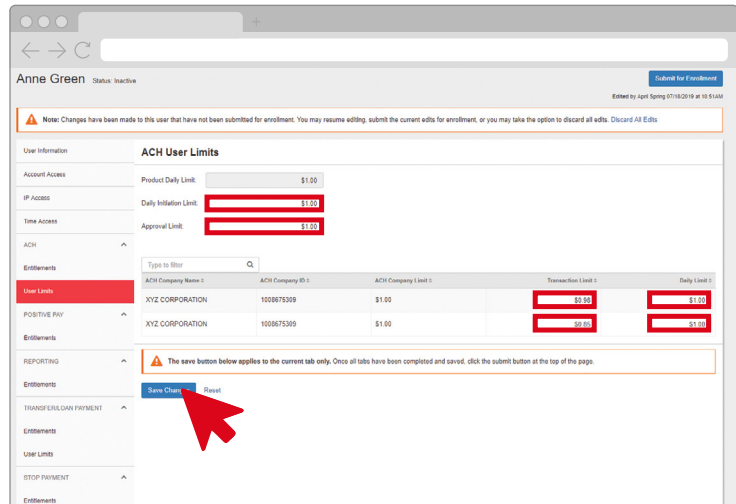 Anne Green Status: Inactive
Submit for Enrollment
Edited by April Spring 07/18/2019 at 10:51AM
Note: Changes have been made to this user that have not been submitted for enrollment. You may resume editing, submit the current edits for enrollment, or you may take the option to discard all edits. Discard All Edits
User Information
Account Access
IP Access
Time Access
ACH
Entitlements
User Limits
POSITIVE PAY
Entitlements
REPORTING
Entitlements
TRANSFER/LOAN PAYMENT
Entitlements
User Limits
STOP PAYMENT
Entitlements
ACH User Limits
Product Daily Limit: $1.00
Daily Initiation Limit: $1.00
Approval Limit: $1.00
Type to filter
ACH Company Name ACH Company ID ACH Company Limit Transaction Limit Daily Limit
XYZ CORPORATION 1008675309 $1.00 $0.98 $1.00
XYZ CORPORATION 1008675309 $1.00 $0.85 $1.00
The save button below applies to the current tab only. Once all tabs have been completed and saved, click the submit button at the top of the page.
Save Changes Reset